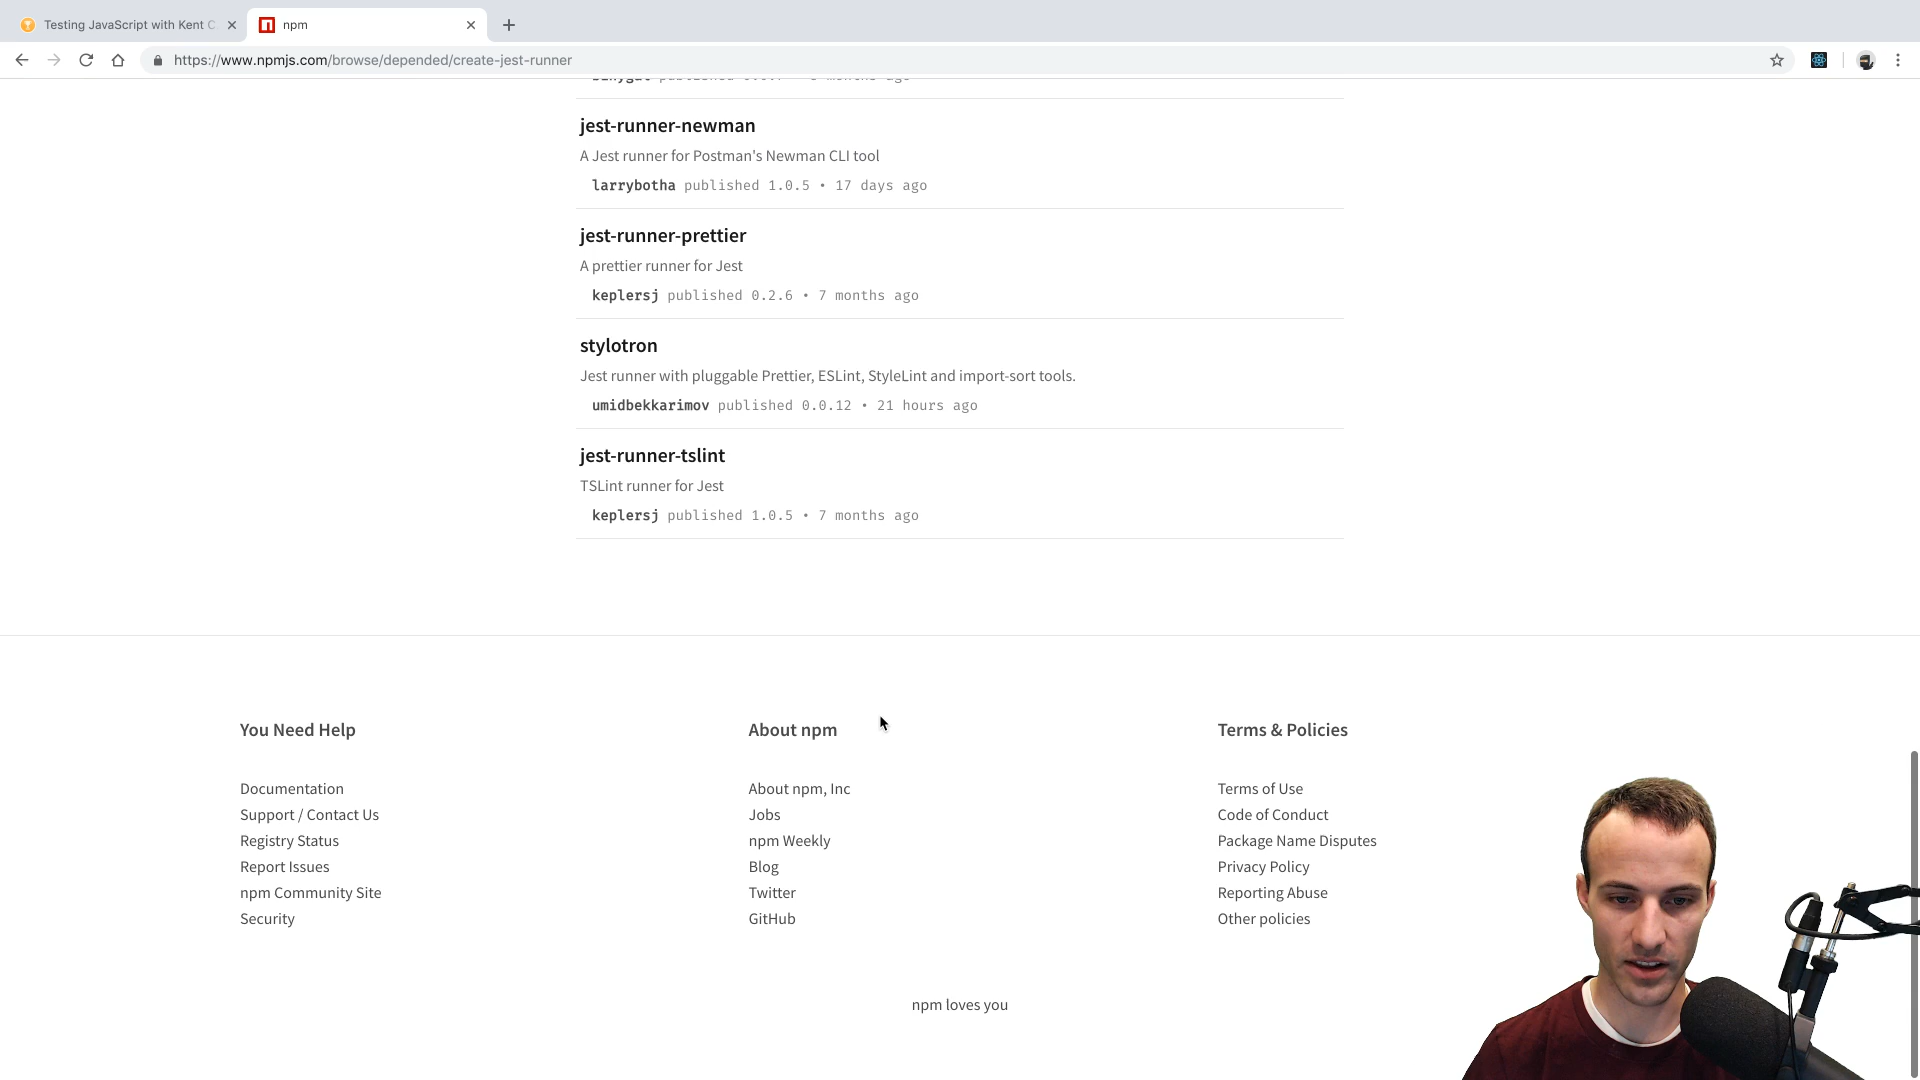 Testing JavaScript with Kent C
npm
https://www.npmjs.com/browse/depended/create-jest-runner
jest-runner-newman
A Jest runner for Postman's Newman CLI tool
larrybotha published 1.0.5 • 17 days ago
jest-runner-prettier
A prettier runner for Jest
keplersj published 0.2.6 • 7 months ago
stylotron
Jest runner with pluggable Prettier, ESLint, StyleLint and import-sort tools.
umidbekkarimov published 0.0.12 • 21 hours ago
jest-runner-tslint
TSLint runner for Jest
keplersj published 1.0.5 • 7 months ago
You Need Help
Documentation
Support / Contact Us
Registry Status
Report Issues
npm Community Site
Security
About npm
About npm, Inc
Jobs
npm Weekly
Blog
Twitter
GitHub
Terms & Policies
Terms of Use
Code of Conduct
Package Name Disputes
Privacy Policy
Reporting Abuse
Other policies
npm loves you